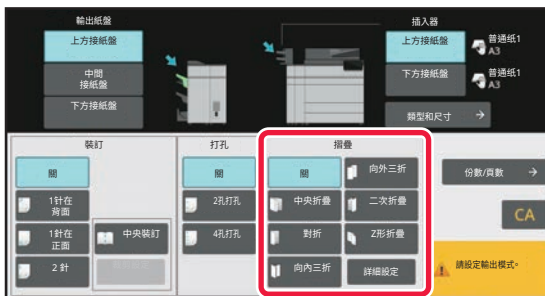 輸出紙盤
上方接紙盤
中間
接紙盤
下方接紙盤
插入器
上方接紙盤
普通紙1
A3
下方接紙盤
普通紙1
A3
類型和尺寸
裝訂
關
1針在
背面
1針在
正面
2 針
中央裝訂
打孔
關
2孔打孔
4孔打孔
摺疊
關
向外三折
中央折疊
二次折疊
對折
Z形折疊
向內三折
詳細設定
份數/頁數
CA
請設定輸出模式。